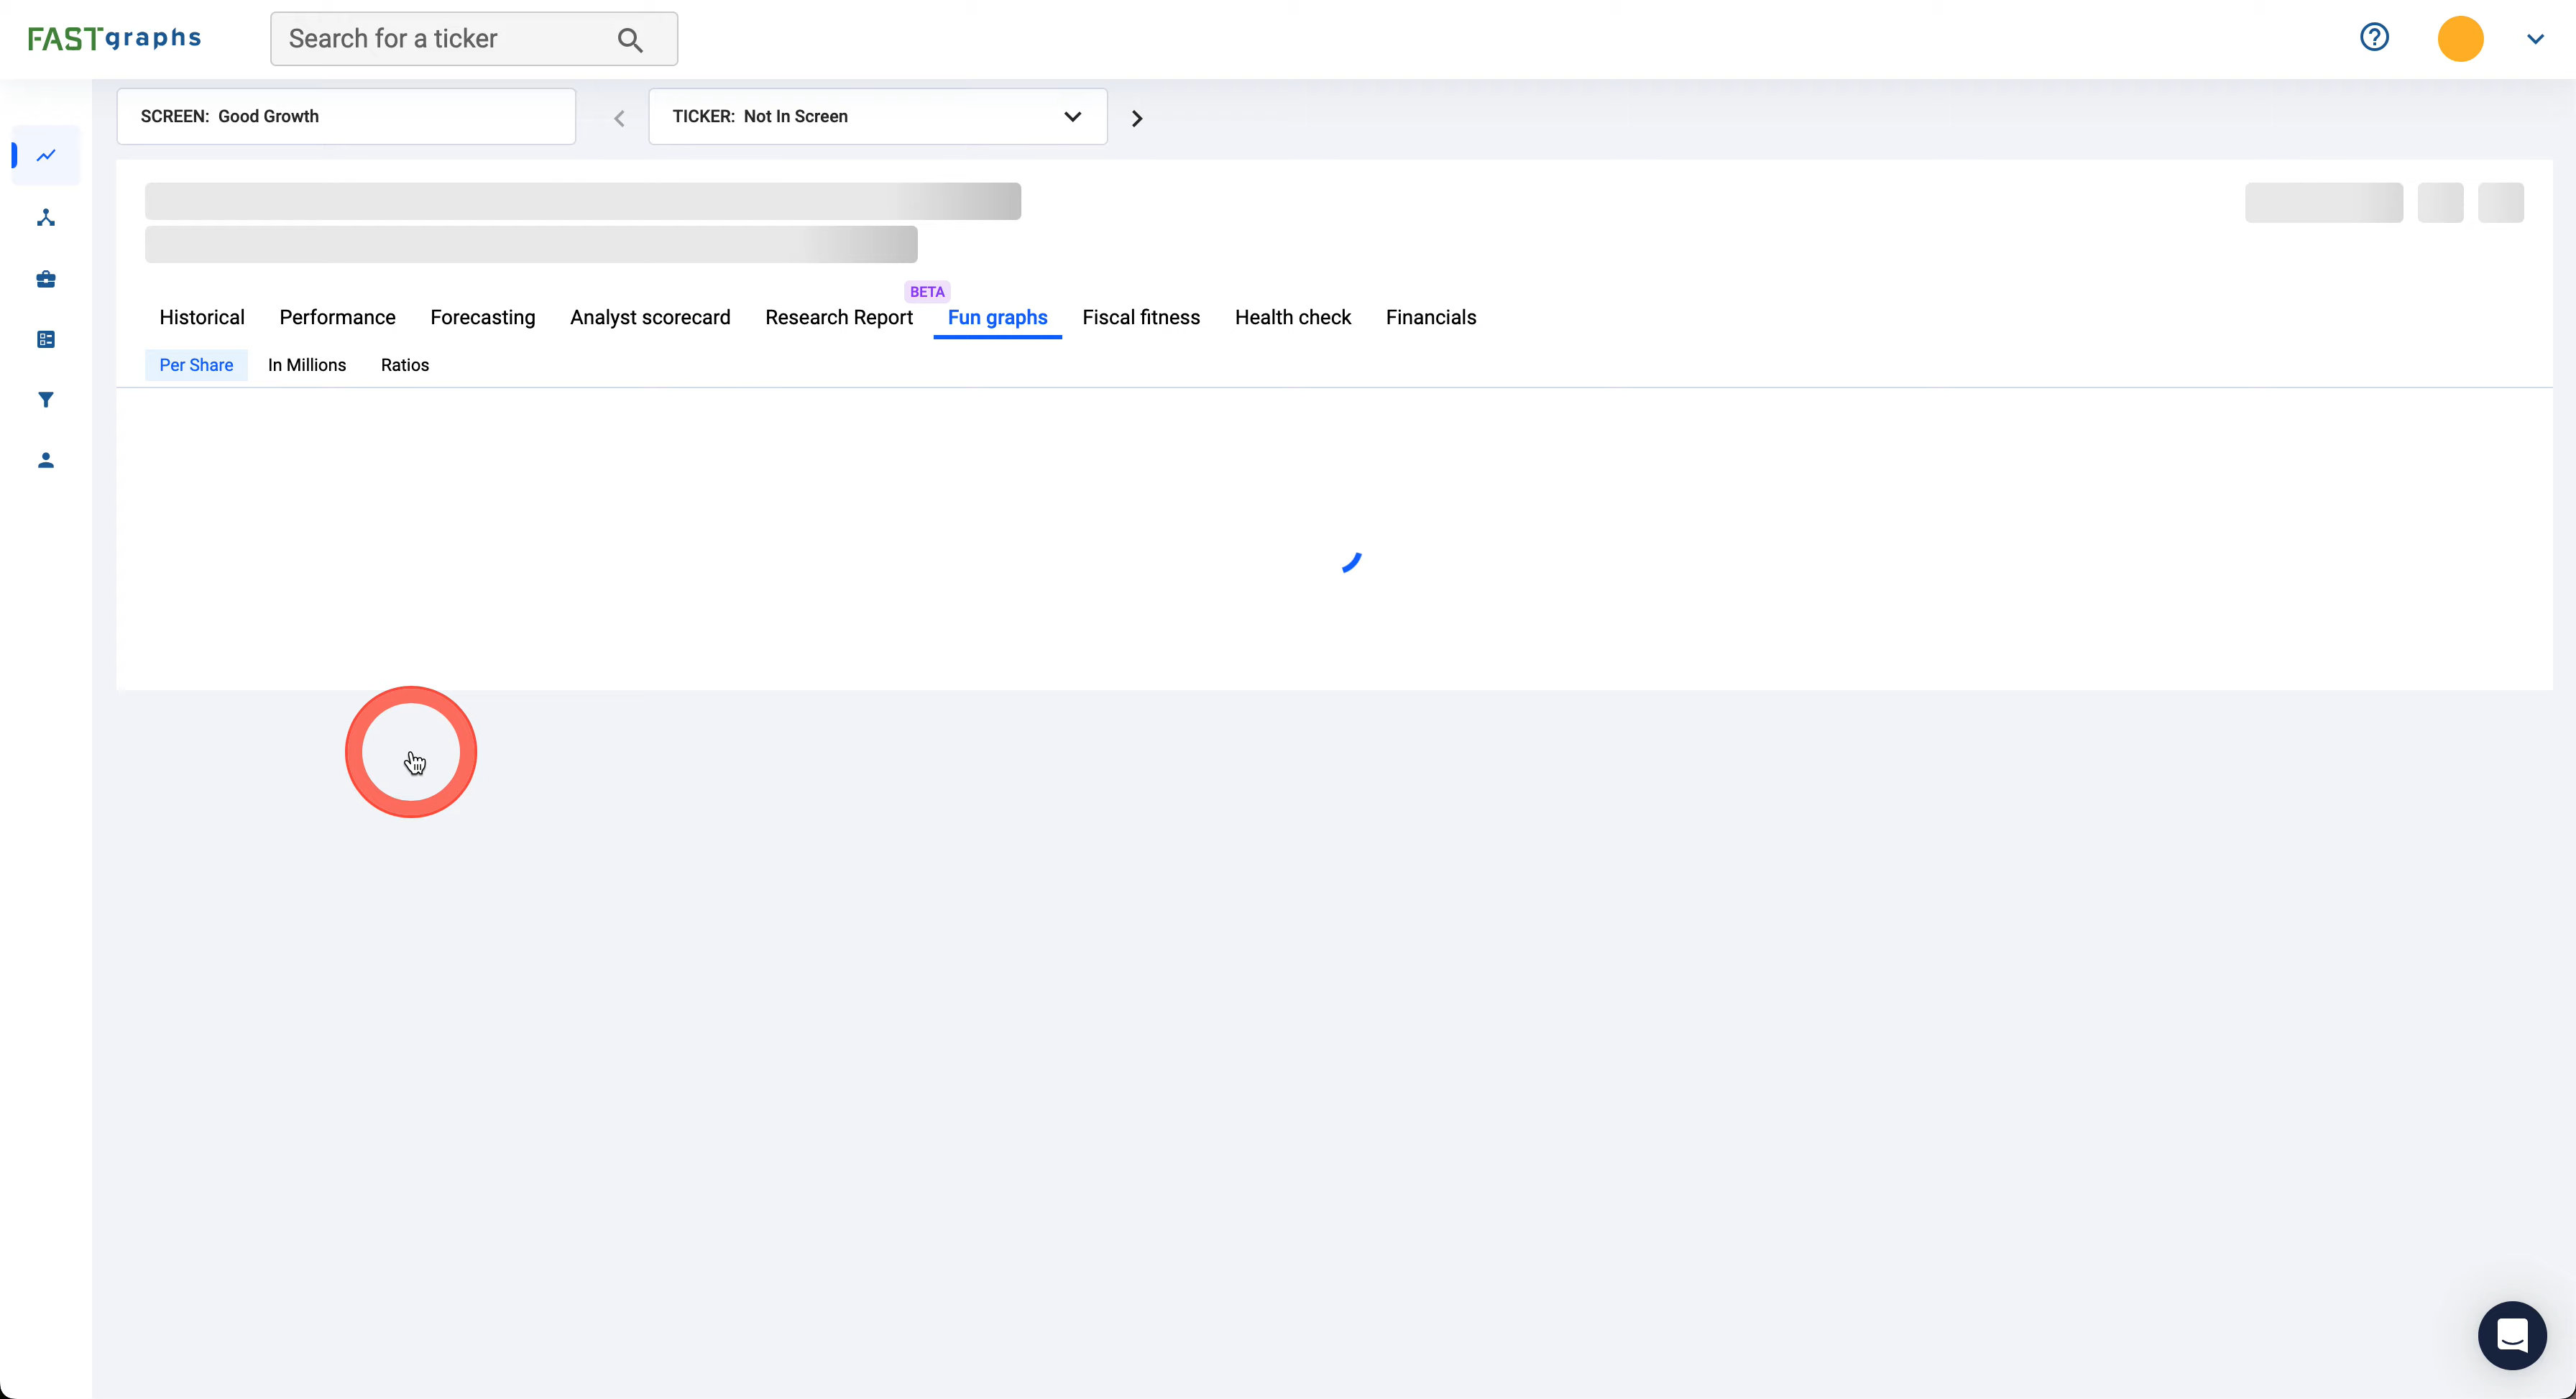 FASTgraphs
Search for a ticker
SCREEN: Good Growth
TICKER: Not In Screen
BETA
Historical Performance Forecasting Analyst scorecard Research Report Fun graphs Fiscal fitness Health check Financials
Per Share In Millions Ratios